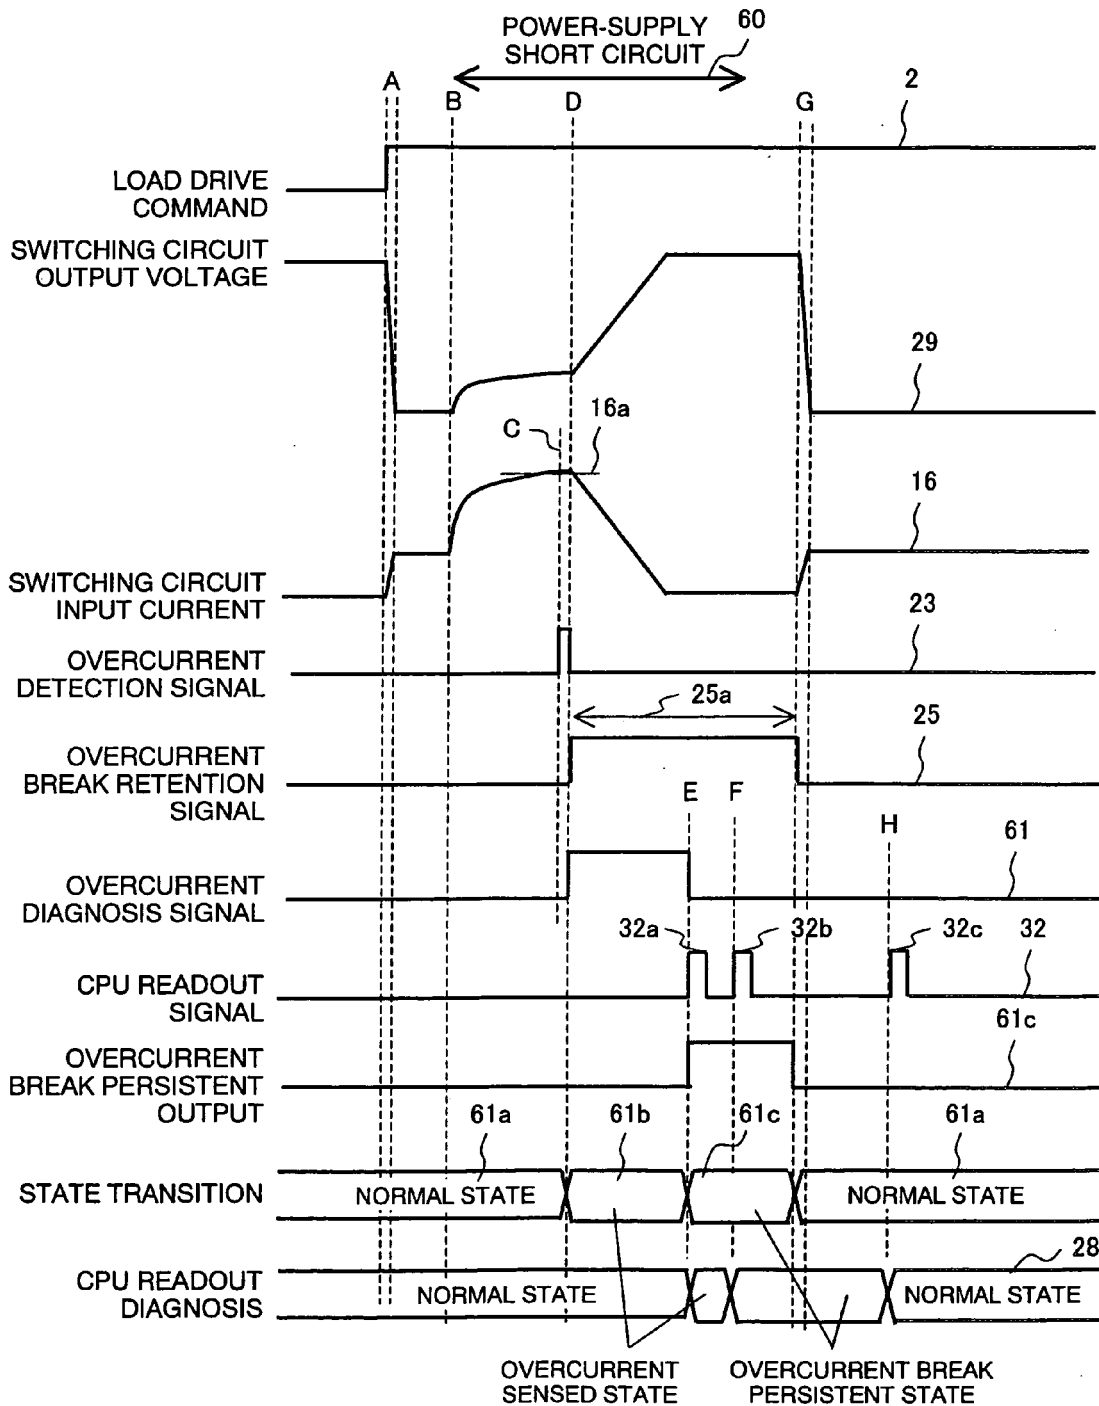 POWER-SUPPLY
SHORT CIRCUIT
60
A
B
D
G
2
LOAD DRIVE
COMMAND
SWITCHING CIRCUIT
OUTPUT VOLTAGE
29
C
16a
16
SWITCHING CIRCUIT
INPUT CURRENT
23
OVERCURRENT
DETECTION SIGNAL
25a
25
OVERCURRENT
BREAK RETENTION
SIGNAL
E
F
H
61
OVERCURRENT
DIAGNOSIS SIGNAL
32a
32b
32c
32
CPU READOUT
SIGNAL
61c
OVERCURRENT
BREAK PERSISTENT
OUTPUT
61a
61b
61c
61a
STATE TRANSITION
NORMAL STATE
NORMAL STATE
28
CPU READOUT
DIAGNOSIS
NORMAL STATE
NORMAL STATE
OVERCURRENT
SENSED STATE
OVERCURRENT BREAK
PERSISTENT STATE